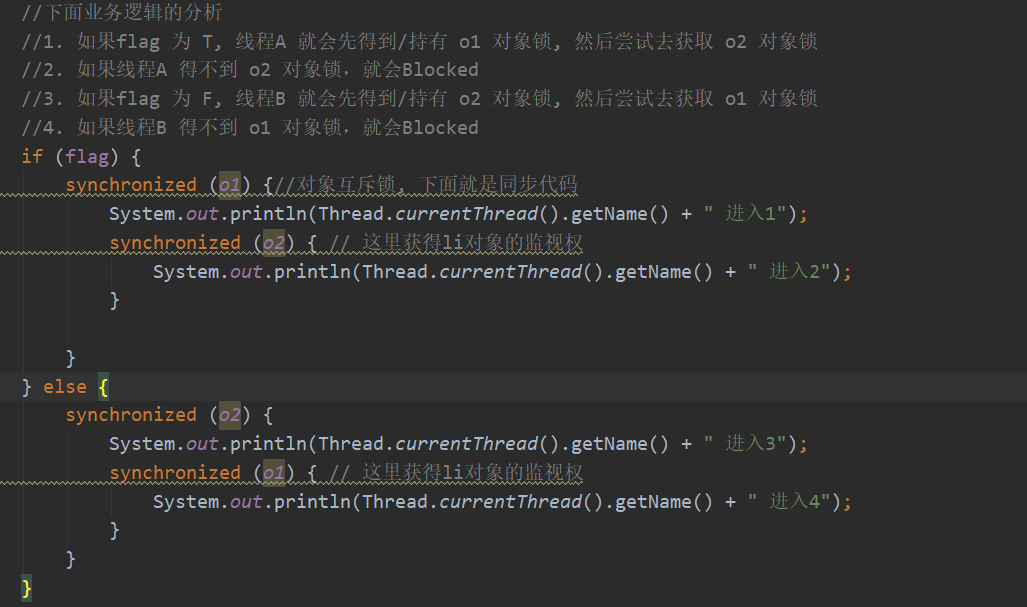 //下面业务逻辑的分析
//1. 如果flag 为 T, 线程A 就会先得到/持有 o1 对象锁, 然后尝试去获取 o2 对象锁
//2. 如果线程A 得不到 o2 对象锁，就会Blocked
//3. 如果flag 为 F, 线程B 就会先得到/持有 o2 对象锁, 然后尝试去获取 o1 对象锁
//4. 如果线程B 得不到 o1 对象锁，就会Blocked
if (flag) {
synchronized (o1) {//对象互斥锁, 下面就是同步代码
System.out.println(Thread.currentThread().getName() + " 进入1");
synchronized (o2) { // 这里获得li对象的监视权
System.out.println(Thread.currentThread().getName() + " 进入2");
}
}
} else {
synchronized (o2) {
System.out.println(Thread.currentThread().getName() + " 进入3");
synchronized (o1) { // 这里获得li对象的监视权
System.out.println(Thread.currentThread().getName() + " 进入4");
}
}
}